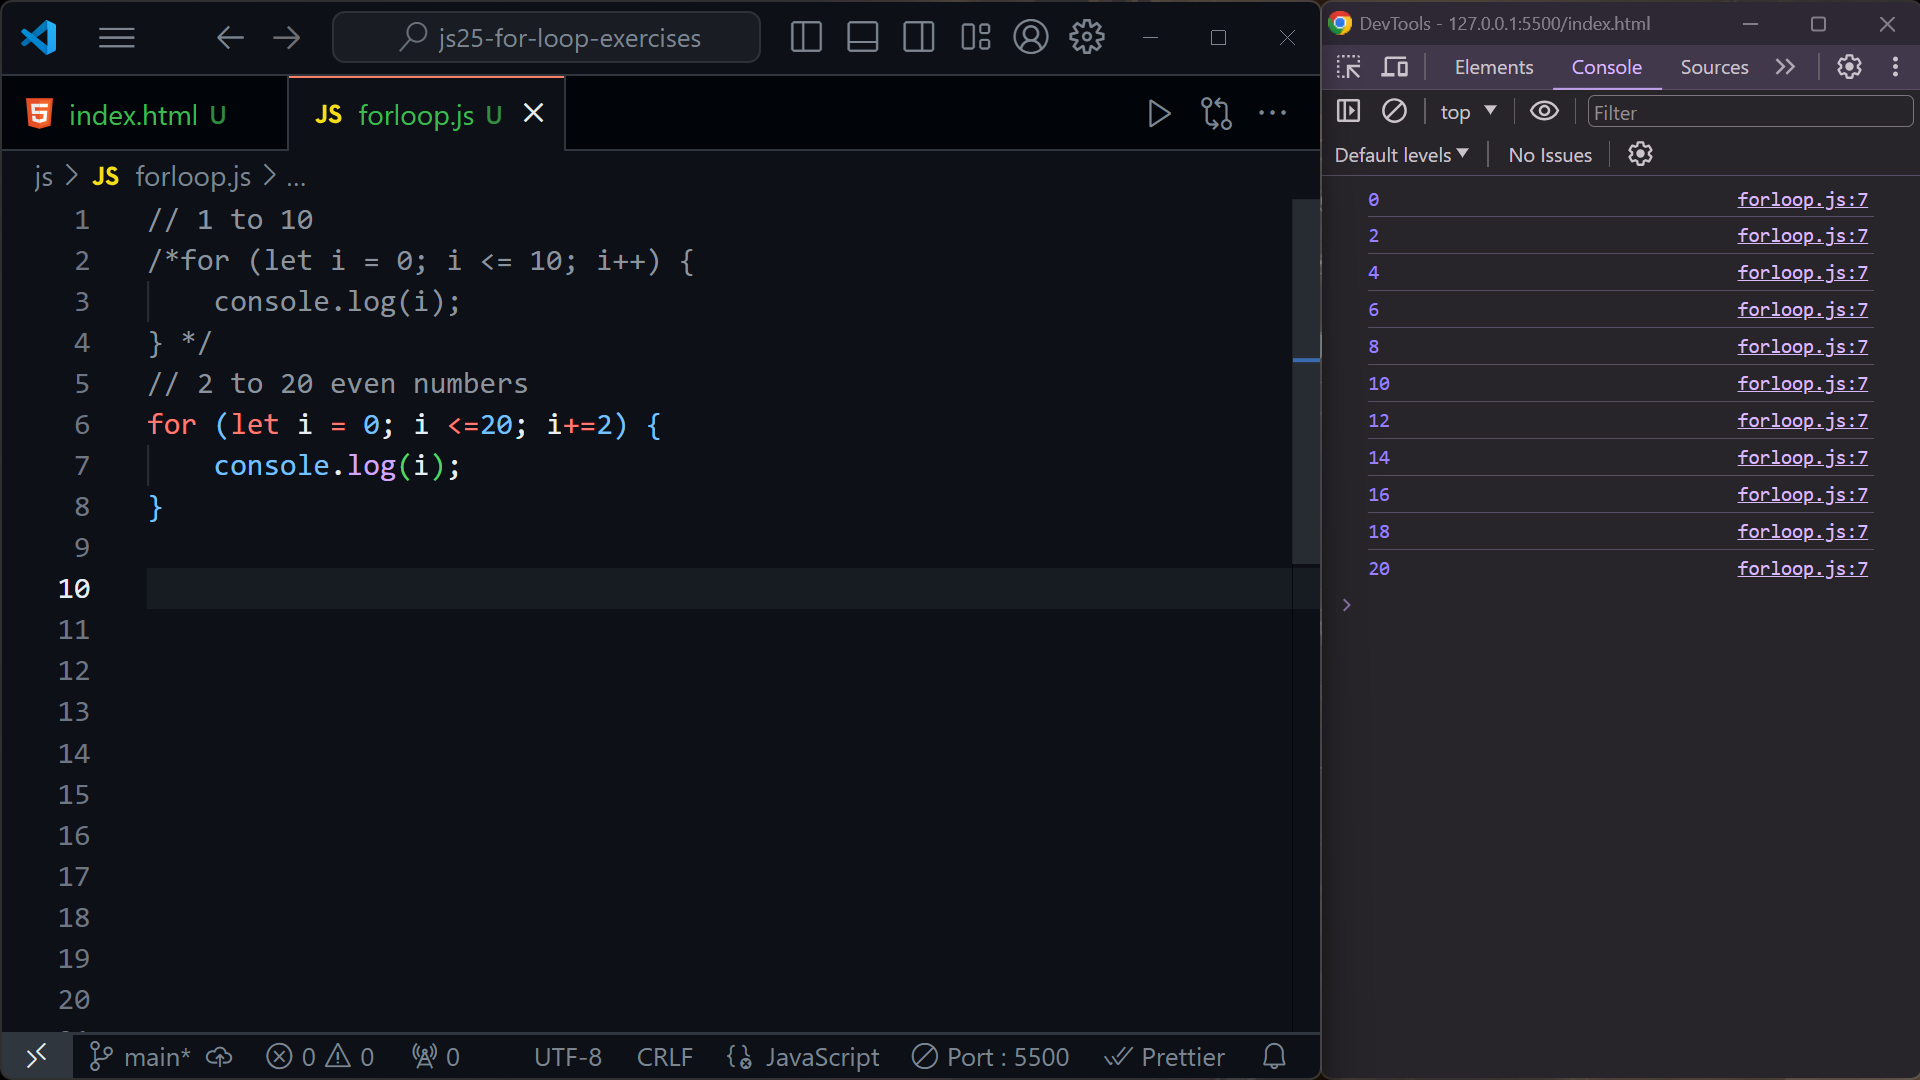 js25-for-loop-exercises
index.html U
JS forloop.js U
js > JS forloop.js > ...
1 // 1 to 10
2 /*for (let i = 0; i <= 10; i++) {
3     console.log(i);
4 } */
5 // 2 to 20 even numbers
6 for (let i = 0; i <=20; i+=2) {
7     console.log(i);
8 }
9
10
11
12
13
14
15
16
17
18
19
20
main* 0 0 0 UTF-8 CRLF JavaScript Port : 5500 Prettier
DevTools - 127.0.0.1:5500/index.html
Elements Console Sources
top Filter
Default levels No Issues
0 forloop.js:7
2 forloop.js:7
4 forloop.js:7
6 forloop.js:7
8 forloop.js:7
10 forloop.js:7
12 forloop.js:7
14 forloop.js:7
16 forloop.js:7
18 forloop.js:7
20 forloop.js:7